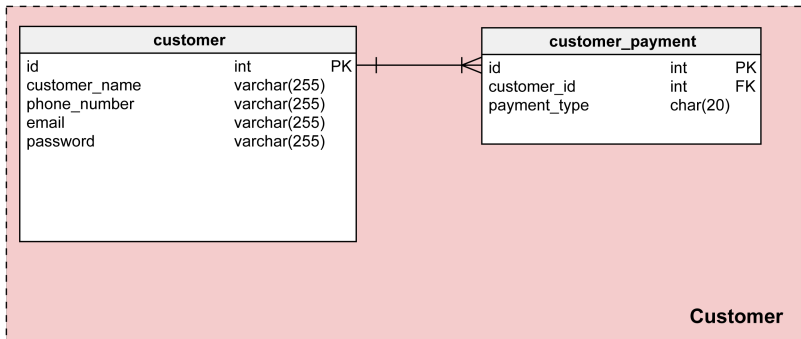 customer
id int PK
customer_name varchar(255)
phone_number varchar(255)
email varchar(255)
password varchar(255)
customer_payment
id int PK
customer_id int FK
payment_type char(20)
Customer